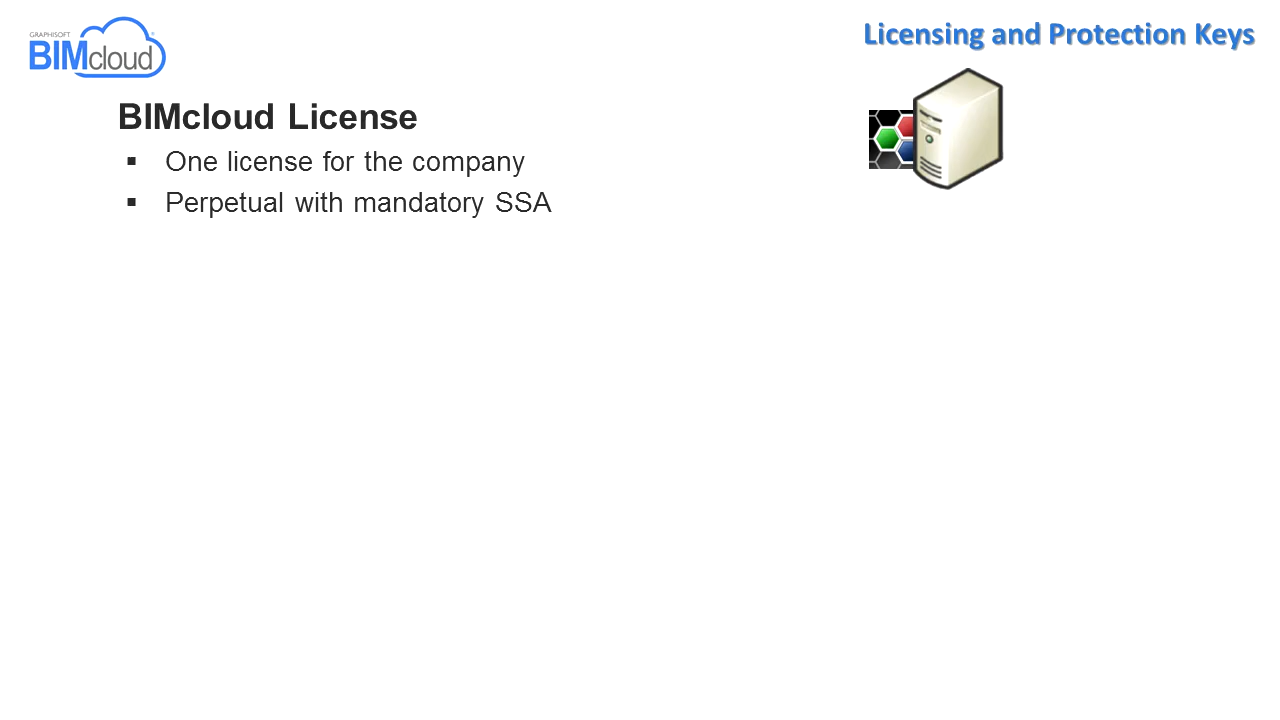 GRAPHISOFT
BIMcloud
Licensing and Protection Keys
BIMcloud License
▪ One license for the company
▪ Perpetual with mandatory SSA